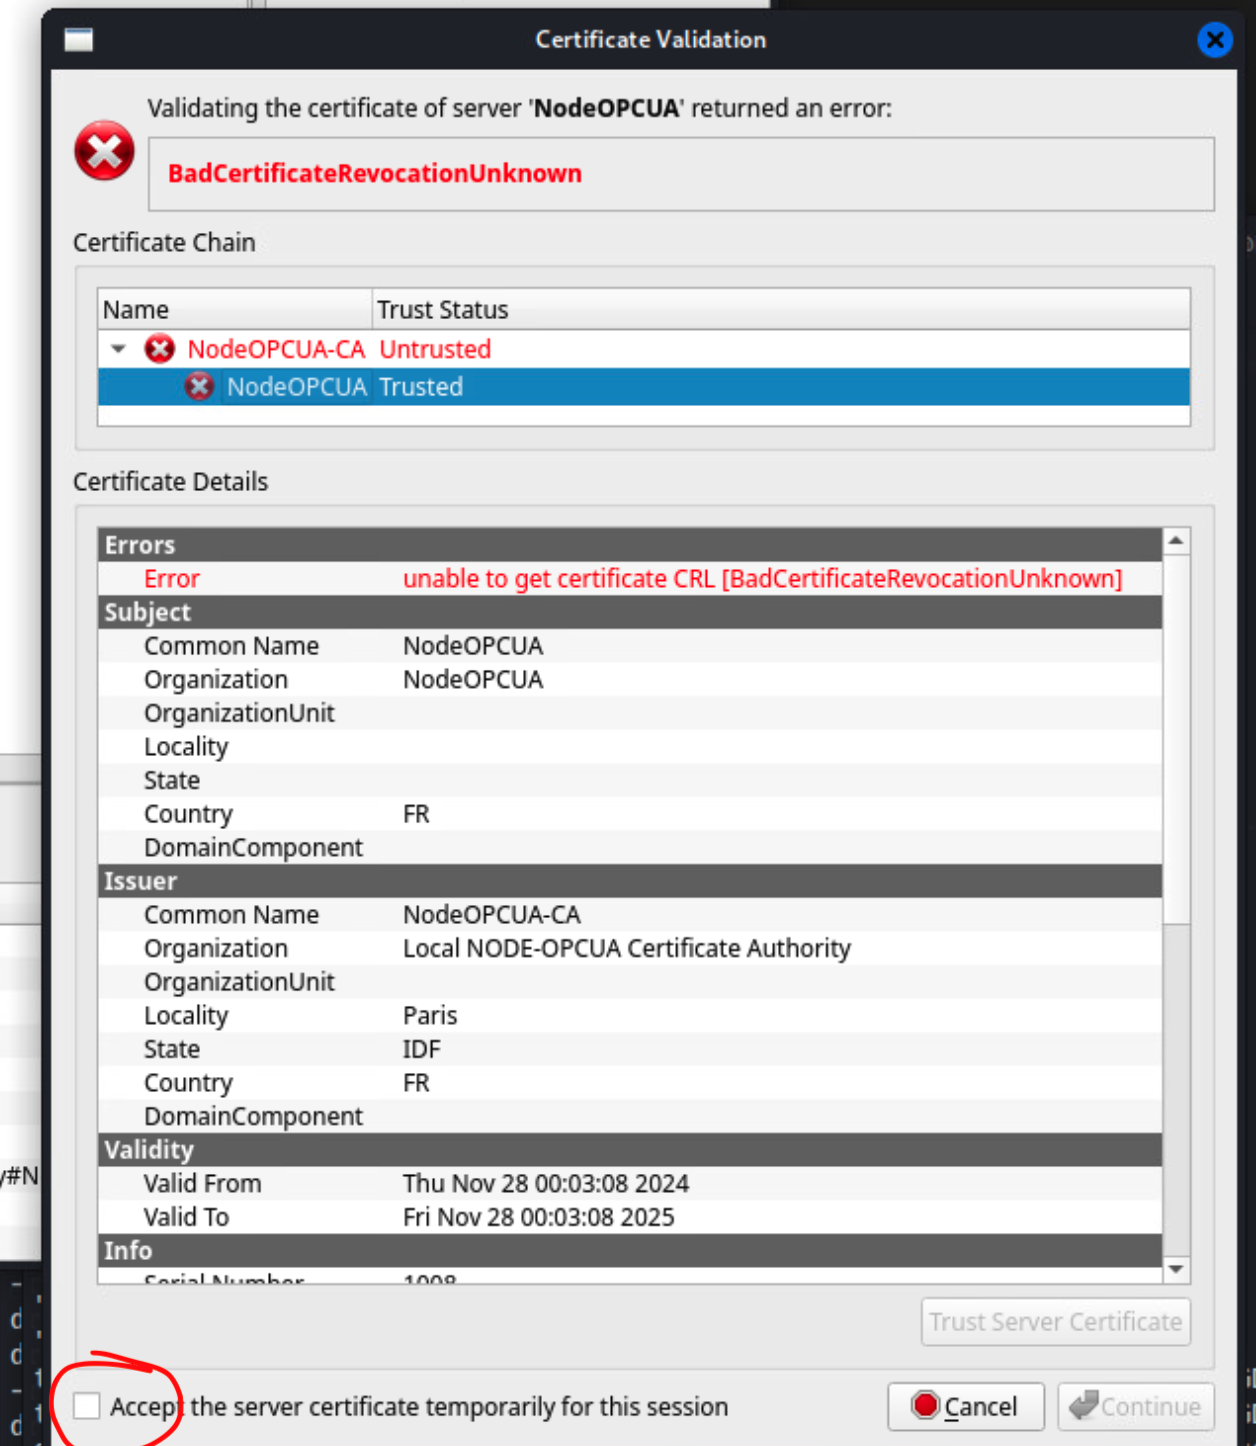 Certificate Validation
Validating the certificate of server 'NodeOPCUA' returned an error:
BadCertificateRevocationUnknown
Certificate Chain
Name Trust Status
NodeOPCUA-CA Untrusted
NodeOPCUA Trusted
Certificate Details
Errors
Error unable to get certificate CRL [BadCertificateRevocationUnknown]
Subject
Common Name NodeOPCUA
Organization NodeOPCUA
OrganizationUnit
Locality
State
Country FR
DomainComponent
Issuer
Common Name NodeOPCUA-CA
Organization Local NODE-OPCUA Certificate Authority
OrganizationUnit
Locality Paris
State IDF
Country FR
DomainComponent
Validity
y#N
Valid From Thu Nov 28 00:03:08 2024
Valid To Fri Nov 28 00:03:08 2025
Info
Serial Number 1008
Trust Server Certificate
Accept the server certificate temporarily for this session
Cancel
Continue